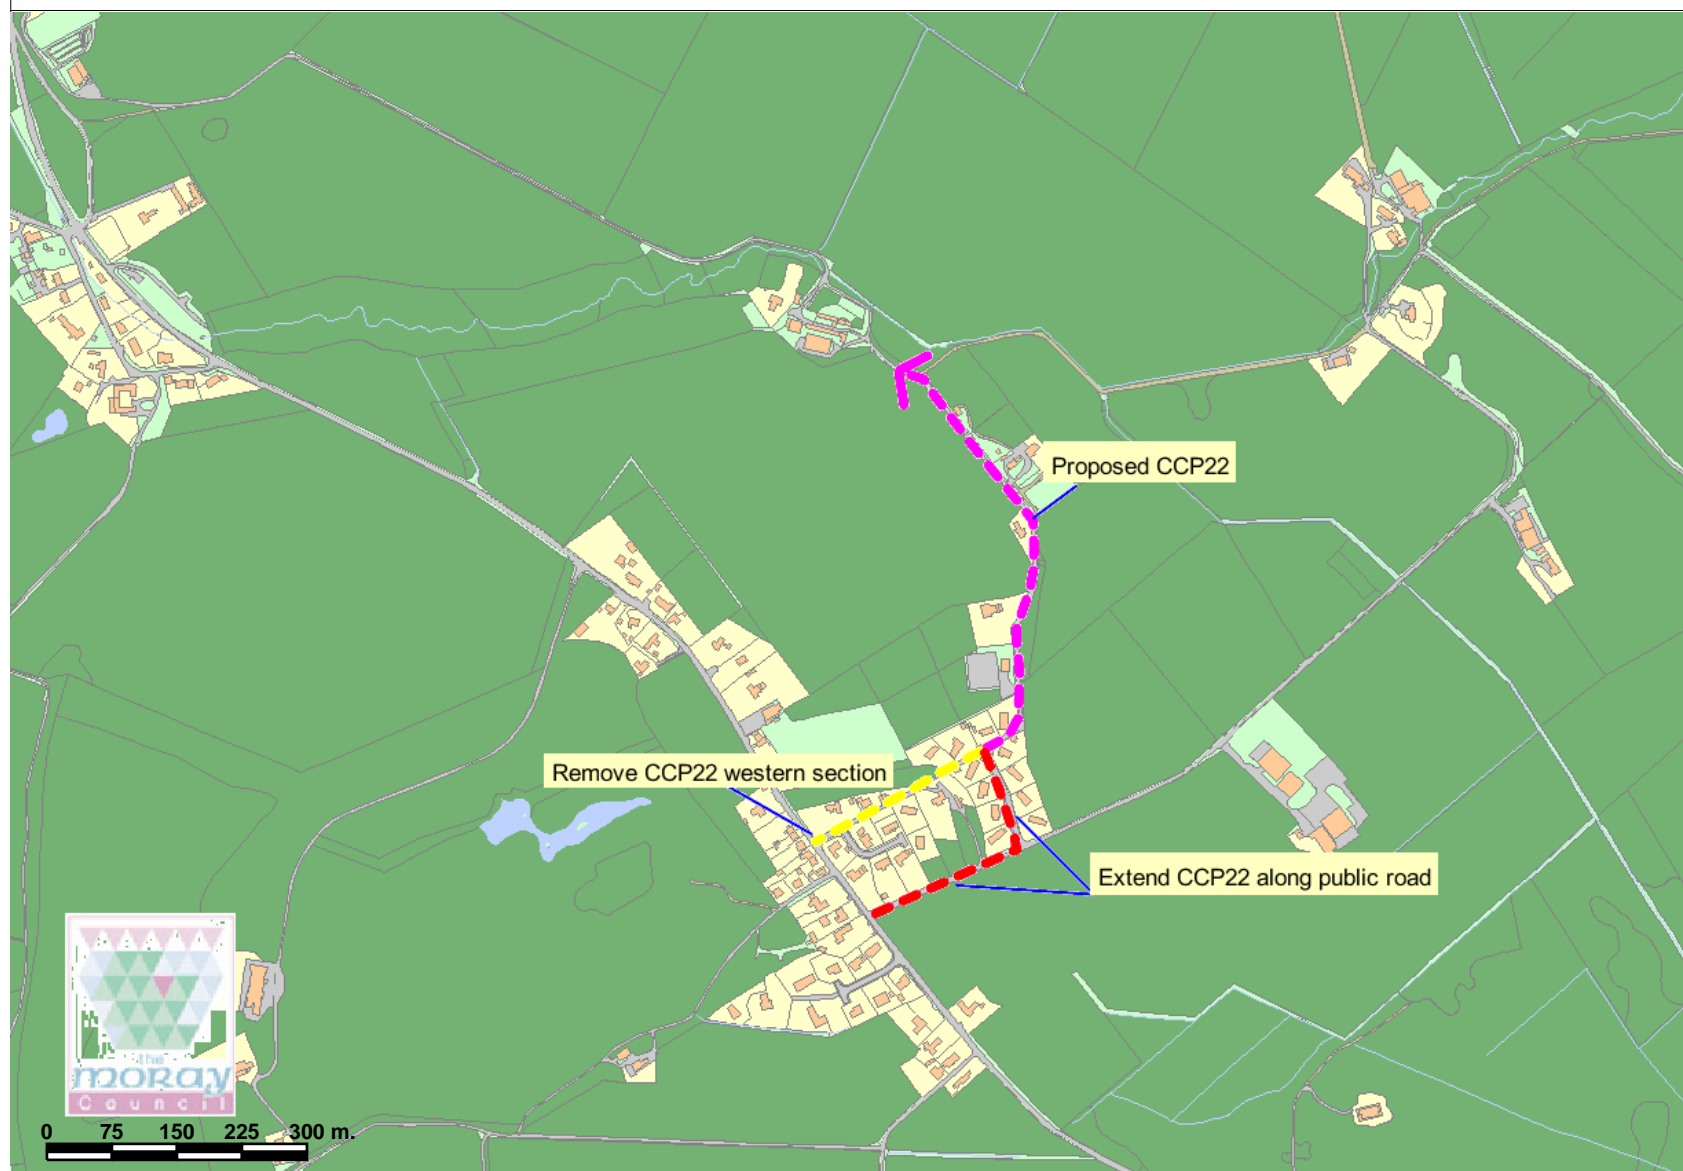 Proposed CCP22
Remove CCP22 western section
Extend CCP22 along public road
the
moray
Council
0 75 150 225 300 m.